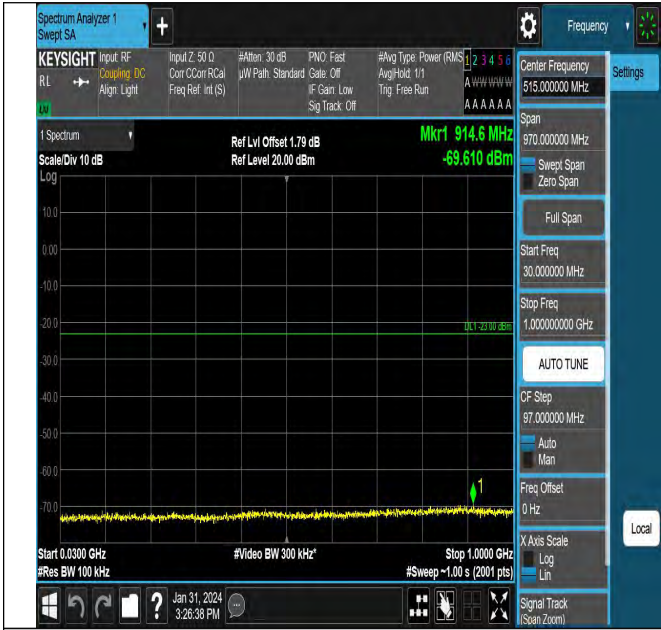 Spectrum Analyzer 1
Swept SA
+
Frequency
KEYSIGHT
RL
Input: RF
Coupling: DC
Align: Light
Input Z: 50 Ω
Corr CCorr RCal
Freq Ref: Int (S)
#Atten: 30 dB
µW Path: Standard
PNO: Fast
Gate: Off
IF Gain: Low
Sig Track: Off
#Avg Type: Power (RMS
Avg|Hold: 1/1
Trig: Free Run
1 2 3 4 5 6
A W W W W W
A A A A A A
1 Spectrum
Scale/Div 10 dB
Log
Ref Lvl Offset 1.79 dB
Ref Level 20.00 dBm
Mkr1 914.6 MHz
-69.610 dBm
10.0
0.00
-10.0
-20.0
-30.0
-40.0
-50.0
-60.0
-70.0
DL1 -23.00 dBm
1
Start 0.0300 GHz
#Res BW 100 kHz
#Video BW 300 kHz*
Stop 1.0000 GHz
#Sweep ~1.00 s (2001 pts)
Center Frequency
515.000000 MHz
Span
970.000000 MHz
Swept Span
Zero Span
Full Span
Start Freq
30.000000 MHz
Stop Freq
1.000000000 GHz
AUTO TUNE
CF Step
97.000000 MHz
Auto
Man
Freq Offset
0 Hz
X Axis Scale
Log
Lin
Signal Track
(Span Zoom)
Settings
Local
?
Jan 31, 2024
3:26:38 PM